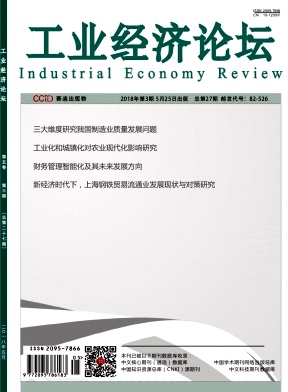 ISSN 2095-7866
工业经济论坛
Industrial Economy Review
CCID 赛迪出版物
2018年第3期 5月25日出版 总第27期 邮发代号：82-526
三大维度研究我国制造业质量发展问题
工业化和城镇化对农业现代化影响研究
财务管理智能化及其未来发展方向
新经济时代下，上海钢铁贸易流通业发展现状与对策研究
工业经济论坛
第五卷
第三期
（总第二十七期）
二〇一八年五月
ISSN 2095-7866
9 772095 786183
本刊已被以下期刊数据库收录
中文核心期刊（遴选）数据库
中国知识资源总库（CNKI）源期刊
中国学术期刊网络出版总库
中文科技期刊数据库